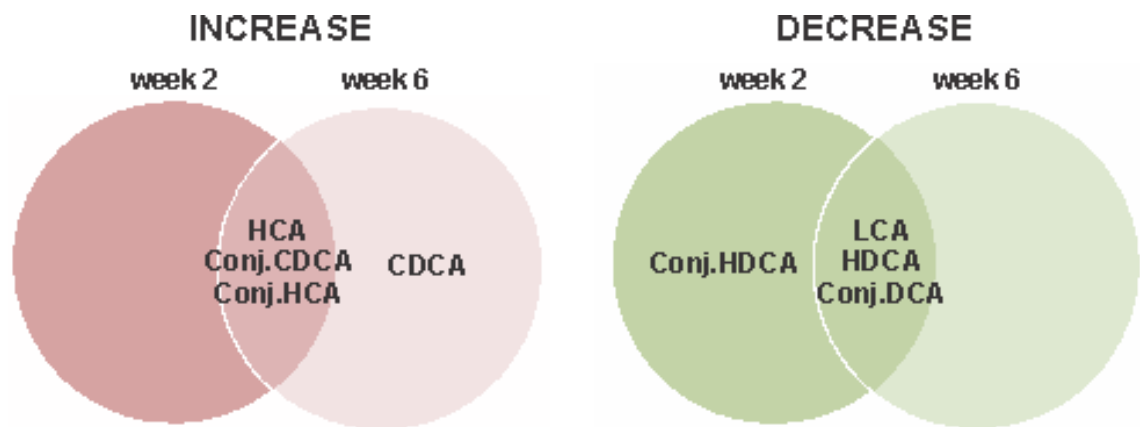 INCREASE
week 2 week 6
HCA
Conj.CDCA
Conj.HCA
CDCA
DECREASE
week 2 week 6
Conj.HDCA
LCA
HDCA
Conj.DCA